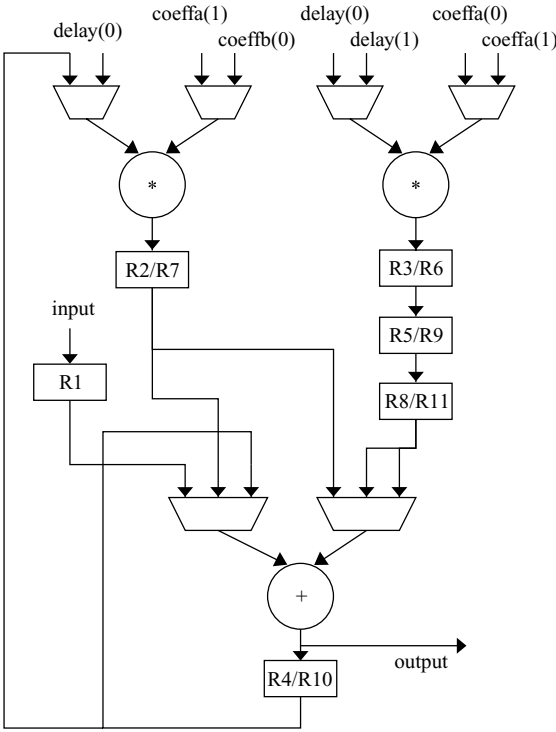 delay(0)
coeffa(1)
coeffb(0)
delay(0)
delay(1)
coeffa(0)
coeffa(1)
*
*
R2/R7
R3/R6
input
R5/R9
R1
R8/R11
+
output
R4/R10